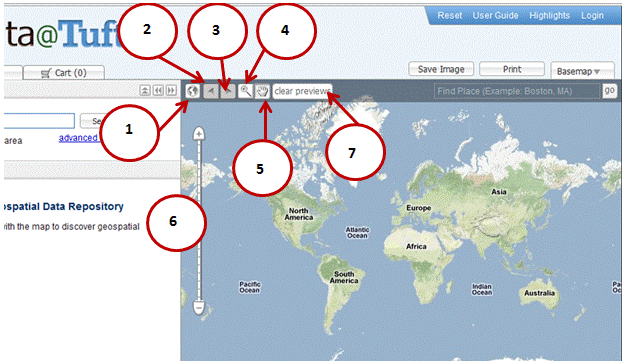 Reset User Guide Highlights Login
ta@Tuft
2
3
4
Cart (0)
Save Image
Print
Basemap
clear previews
Find Place (Example: Boston, MA)
go
1
5
7
area
advanced
6
ospatial Data Repository
with the map to discover geospatial
North
America
Atlantic
Ocean
Europe
Asia
Africa
Pacific
Ocean
South
America
Indian
Ocean
Australia
Pacific
Ocean